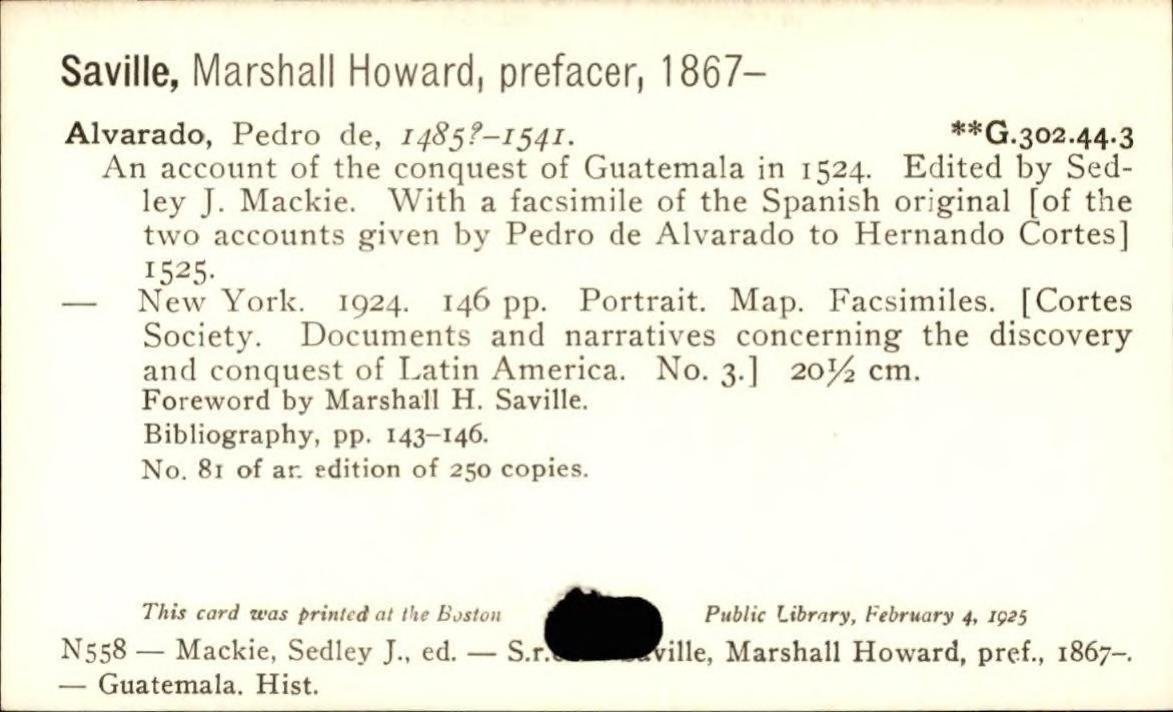 Saville, Marshall Howard, prefacer, 1867–
Alvarado, Pedro de, 1485?–1541. **G.302.44.3
An account of the conquest of Guatemala in 1524. Edited by Sed-
ley J. Mackie. With a facsimile of the Spanish original [of the
two accounts given by Pedro de Alvarado to Hernando Cortes]
1525.
— New York. 1924. 146 pp. Portrait. Map. Facsimiles. [Cortes
Society. Documents and narratives concerning the discovery
and conquest of Latin America. No. 3.] 20½ cm.
Foreword by Marshall H. Saville.
Bibliography, pp. 143–146.
No. 81 of an edition of 250 copies.
This card was printed at the Boston Public Library, February 4, 1925
N558 — Mackie, Sedley J., ed. — S.r. ville, Marshall Howard, pref., 1867–.
— Guatemala. Hist.